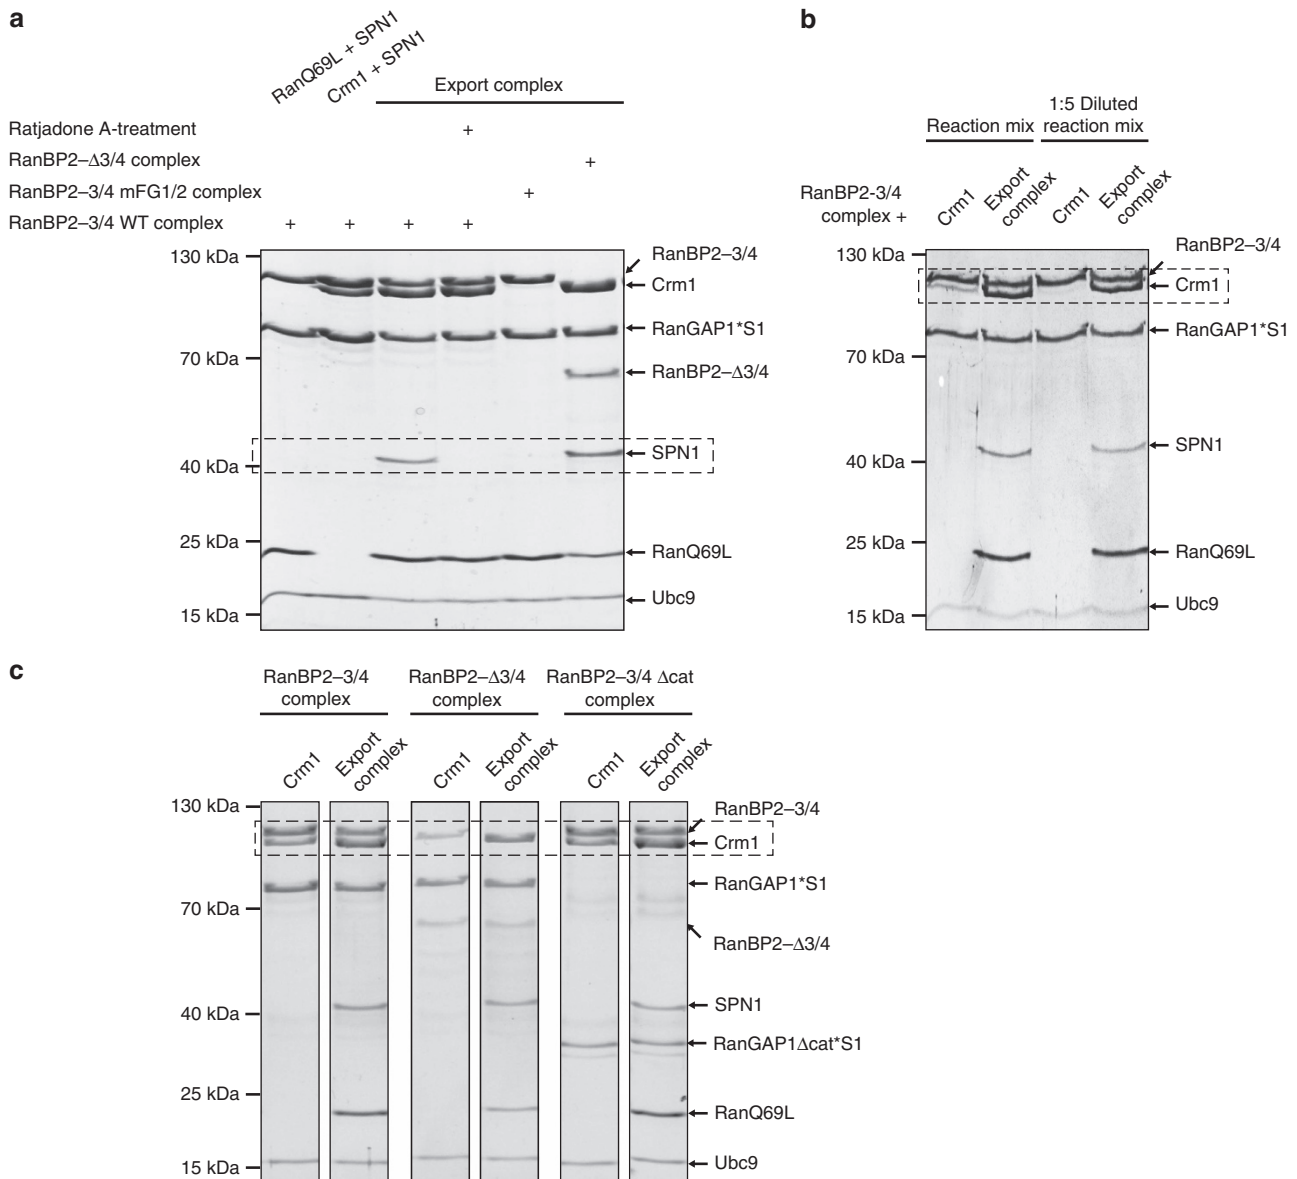 a
RanQ69L + SPN1
Crm1 + SPN1
Export complex
Ratjadone A-treatment
+
RanBP2–Δ3/4 complex
+
RanBP2–3/4 mFG1/2 complex
+
RanBP2–3/4 WT complex
+ + + +
130 kDa
70 kDa
40 kDa
25 kDa
15 kDa
RanBP2–3/4
Crm1
RanGAP1*S1
RanBP2–Δ3/4
SPN1
RanQ69L
Ubc9
b
Reaction mix
1:5 Diluted
reaction mix
RanBP2-3/4
complex +
Crm1
Export
complex
Crm1
Export
complex
130 kDa
70 kDa
40 kDa
25 kDa
15 kDa
RanBP2–3/4
Crm1
RanGAP1*S1
SPN1
RanQ69L
Ubc9
c
RanBP2–3/4
complex
RanBP2–Δ3/4
complex
RanBP2–3/4 Δcat
complex
Crm1
Export
complex
Crm1
Export
complex
Crm1
Export
complex
130 kDa
70 kDa
40 kDa
25 kDa
15 kDa
RanBP2–3/4
Crm1
RanGAP1*S1
RanBP2–Δ3/4
SPN1
RanGAP1Δcat*S1
RanQ69L
Ubc9